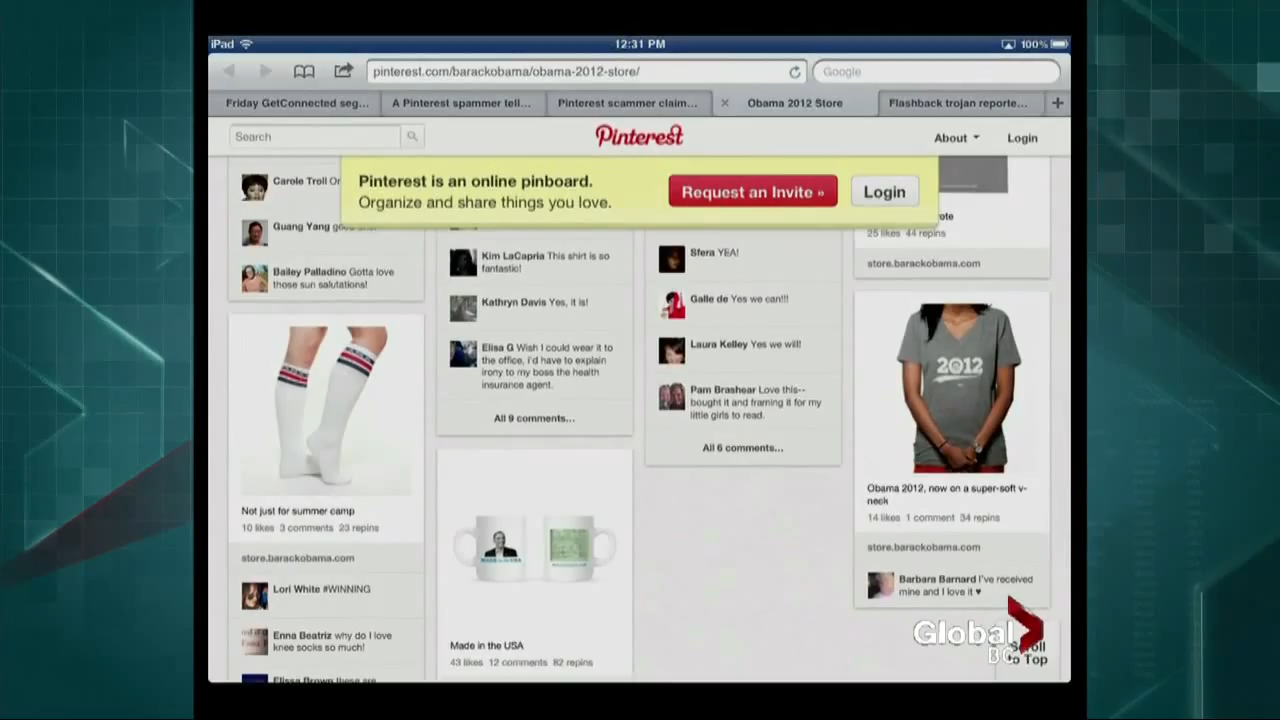 iPad
12:31 PM
100%
pinterest.com/barackobama/obama-2012-store/
Google
Friday GetConnected seg...
A Pinterest spammer tell...
Pinterest scammer claim...
Obama 2012 Store
Flashback trojan reporte...
Search
Pinterest
About
Login
Pinterest is an online pinboard.
Organize and share things you love.
Request an Invite »
Login
Carole Troll
Guang Yang
Bailey Palladino Gotta love
those sun salutations!
Not just for summer camp
10 likes 3 comments 23 repins
store.barackobama.com
Lori White #WINNING
Enna Beatriz why do I love
knee socks so much!
Elissa Brown these are
Kim LaCapria This shirt is so
fantastic!
Kathryn Davis Yes, it is!
Elisa G Wish I could wear it to
the office, i'd have to explain
irony to my boss the health
insurance agent.
All 9 comments...
Made in the USA
43 likes 12 comments 82 repins
Sfera YEA!
Galle de Yes we can!!!
Laura Kelley Yes we will!
Pam Brashear Love this--
bought it and framing it for my
little girls to read.
All 6 comments...
25 likes 44 repins
store.barackobama.com
2012
Obama 2012, now on a super-soft v-
neck
14 likes 1 comment 34 repins
store.barackobama.com
Barbara Barnard I've received
mine and I love it ♥
Global
BC
Scroll
to Top